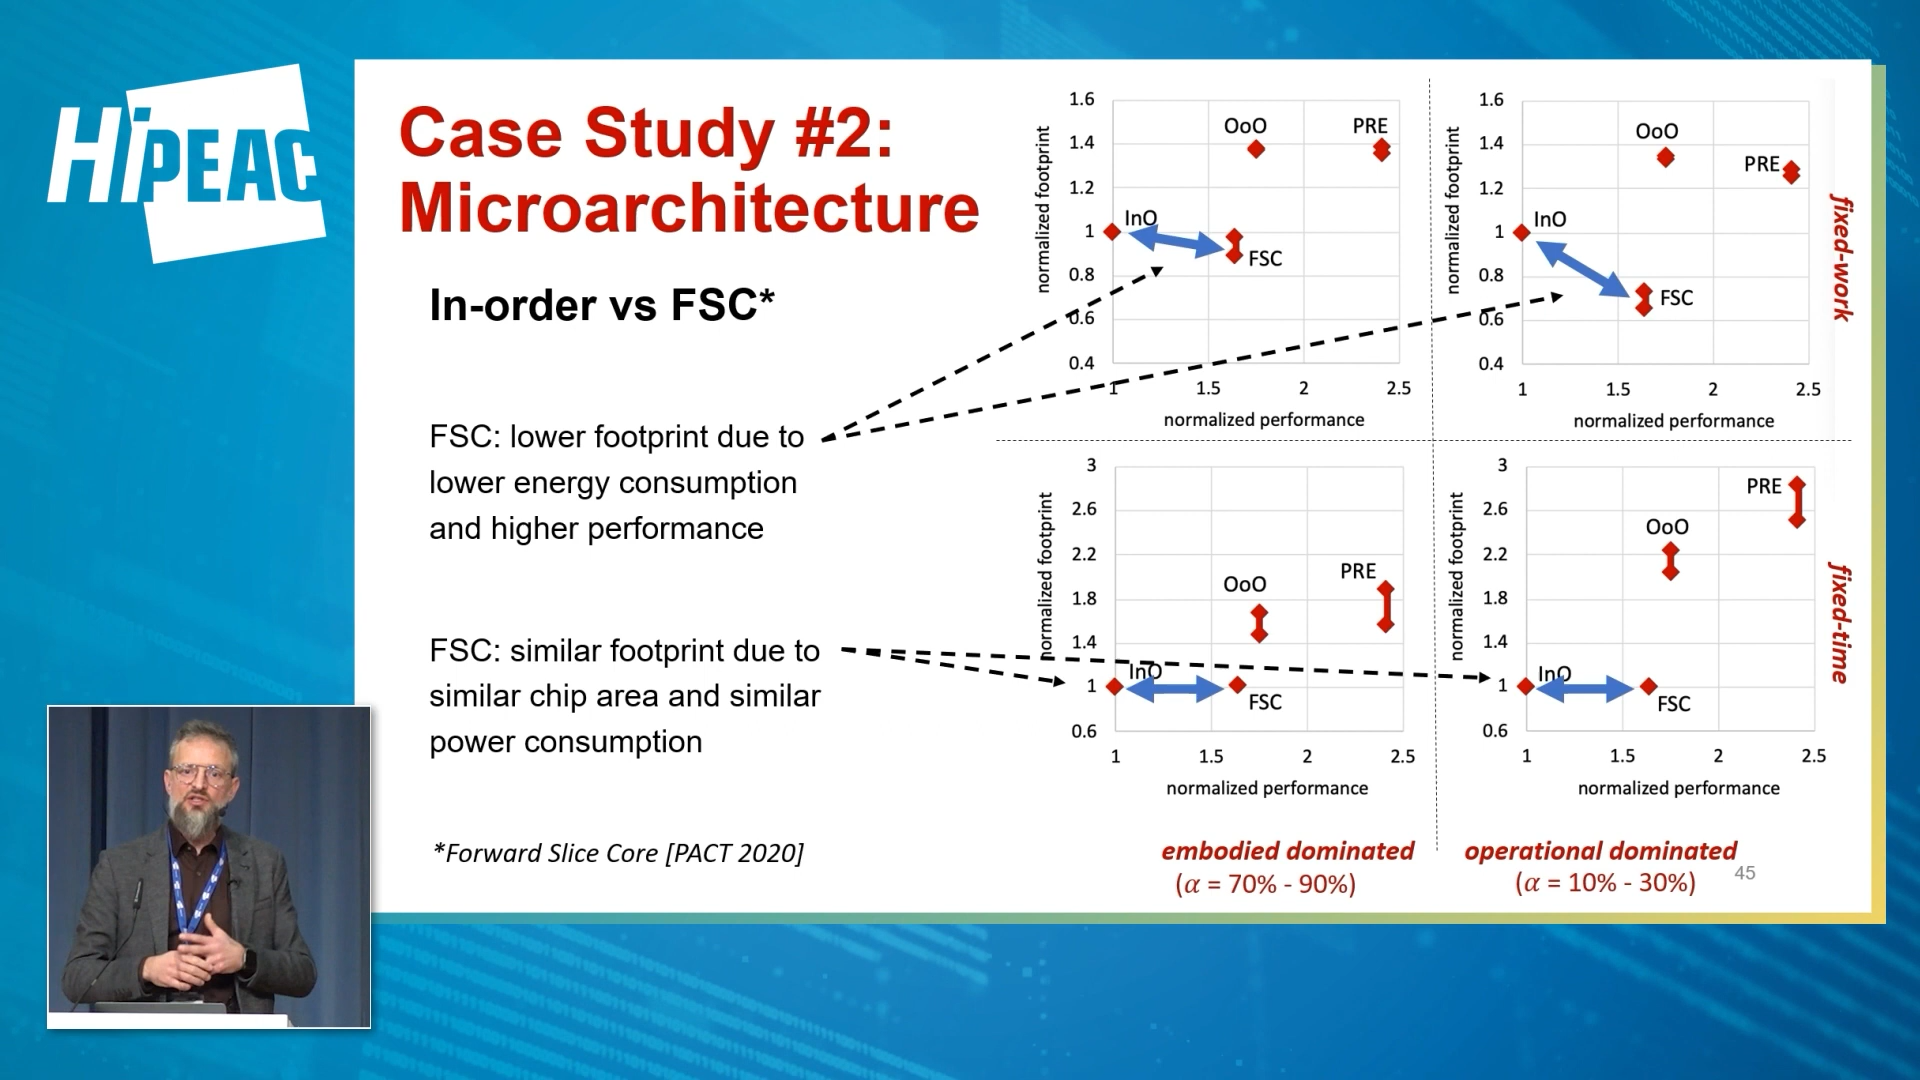 HiPEAC
Case Study #2:
Microarchitecture
In-order vs FSC*
FSC: lower footprint due to
lower energy consumption
and higher performance
FSC: similar footprint due to
similar chip area and similar
power consumption
*Forward Slice Core [PACT 2020]
normalized footprint
1.6
1.4
1.2
1
0.8
0.6
0.4
OoO
PRE
InO
FSC
1
1.5
2
2.5
normalized performance
normalized footprint
1.6
1.4
1.2
1
0.8
0.6
0.4
OoO
PRE
InO
FSC
1
1.5
2
2.5
normalized performance
fixed-work
normalized footprint
3
2.6
2.2
1.8
1.4
1
0.6
OoO
PRE
InO
FSC
1
1.5
2
2.5
normalized performance
normalized footprint
3
2.6
2.2
1.8
1.4
1
0.6
PRE
OoO
InO
FSC
1
1.5
2
2.5
normalized performance
fixed-time
embodied dominated
(α = 70% - 90%)
operational dominated
(α = 10% - 30%)
45